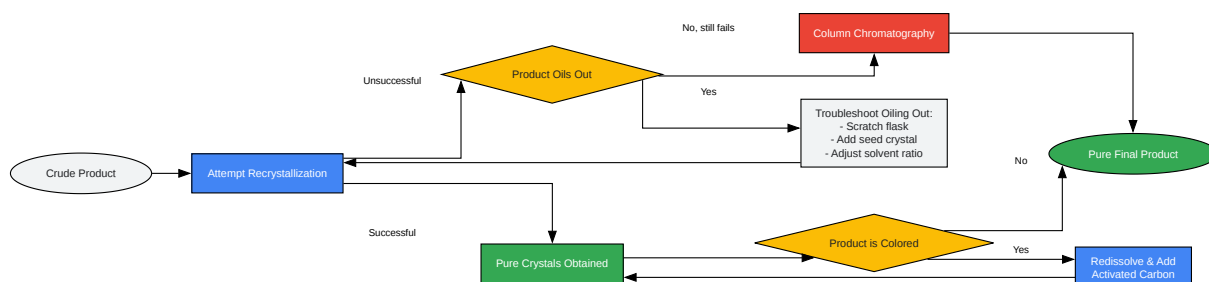 No, still fails
Column Chromatography
Product Oils Out
Unsuccessful
Yes
Troubleshoot Oiling Out:
- Scratch flask
- Add seed crystal
- Adjust solvent ratio
Crude Product
Attempt Recrystallization
Pure Final Product
No
Successful
Product is Colored
Yes
Pure Crystals Obtained
Redissolve & Add
Activated Carbon